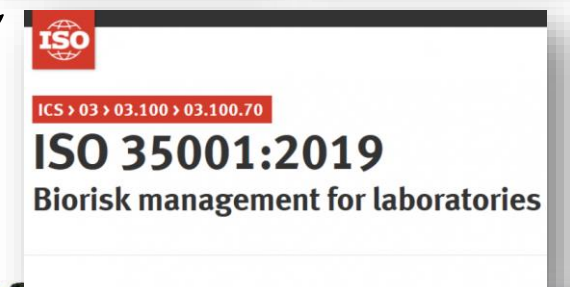 ISO
ICS › 03 › 03.100 › 03.100.70
ISO 35001:2019
Biorisk management for laboratories